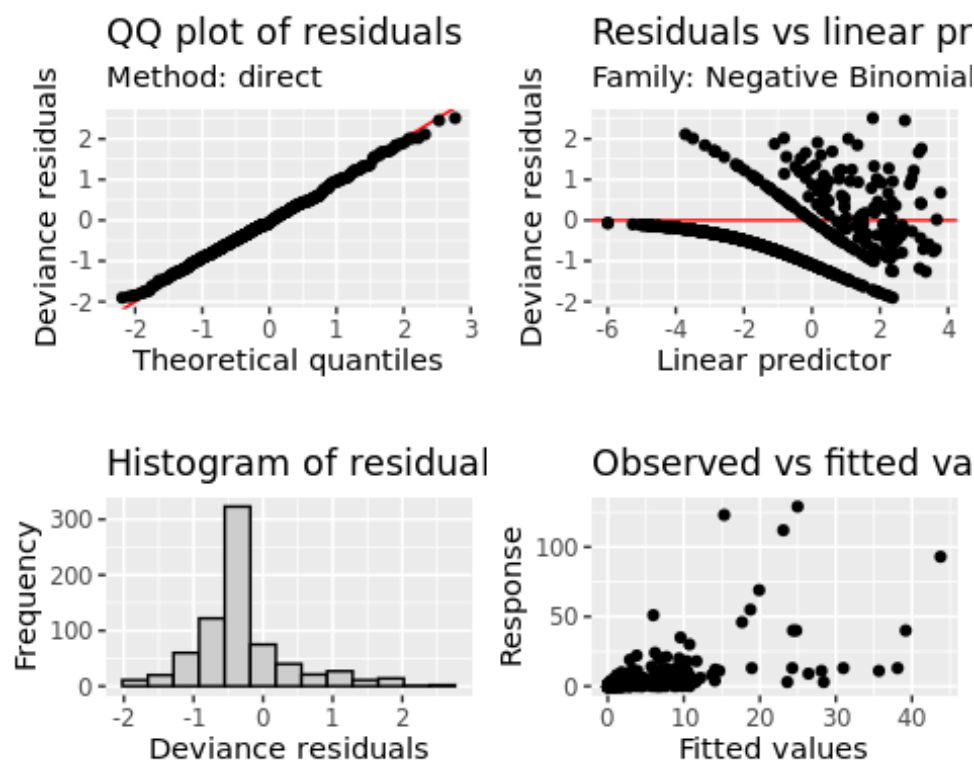 QQ plot of residuals
Method: direct
Deviance residuals
2
1
0
-1
-2
-2
-1
0
1
2
3
Theoretical quantiles
Residuals vs linear pr
Family: Negative Binomial
Deviance residuals
2
1
0
-1
-2
-6
-4
-2
0
2
4
Linear predictor
Histogram of residual
Frequency
300
200
100
0
-2
-1
0
1
2
Deviance residuals
Observed vs fitted va
Response
100
50
0
0
10
20
30
40
Fitted values